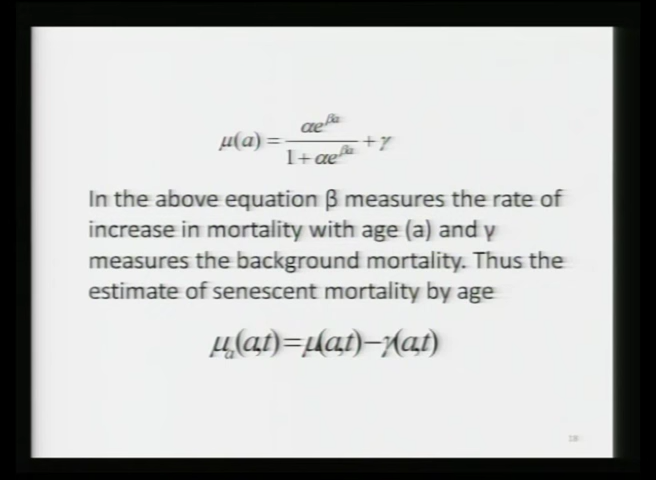 μ(a) = αe^{βa} / 1 + αe^{βa} + γ
In the above equation β measures the rate of
increase in mortality with age (a) and γ
measures the background mortality. Thus the
estimate of senescent mortality by age
μ_a(a,t)=μ(a,t)−γ(a,t)